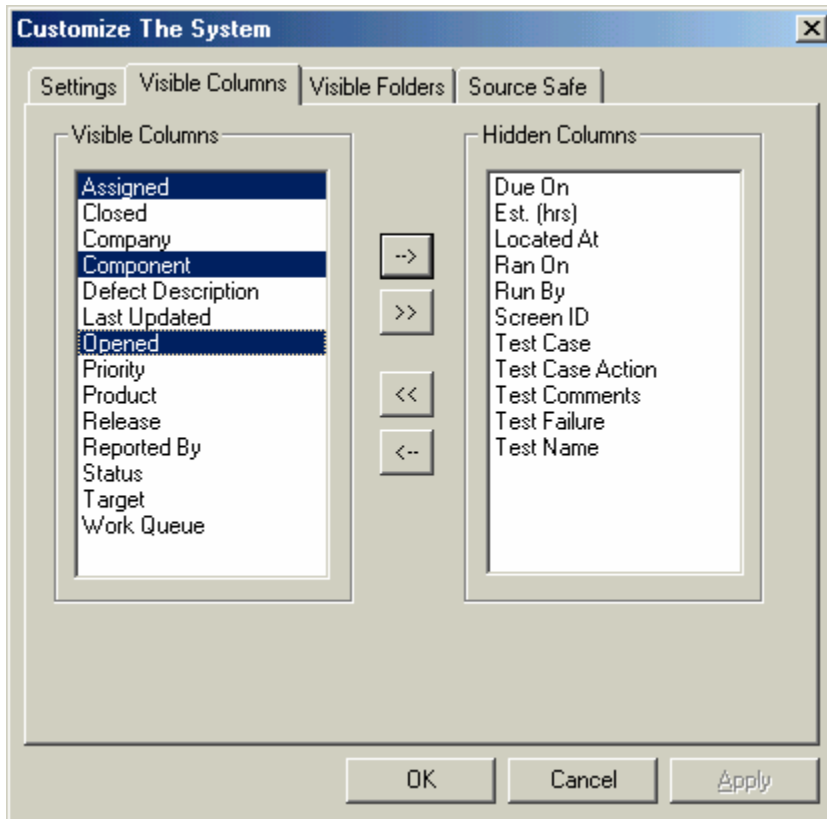 Customize The System
Settings Visible Columns Visible Folders Source Safe
Visible Columns
Assigned
Closed
Company
Component
Defect Description
Last Updated
Opened
Priority
Product
Release
Reported By
Status
Target
Work Queue
-->
>>
<<
<--
Hidden Columns
Due On
Est. (hrs)
Located At
Ran On
Run By
Screen ID
Test Case
Test Case Action
Test Comments
Test Failure
Test Name
OK Cancel Apply